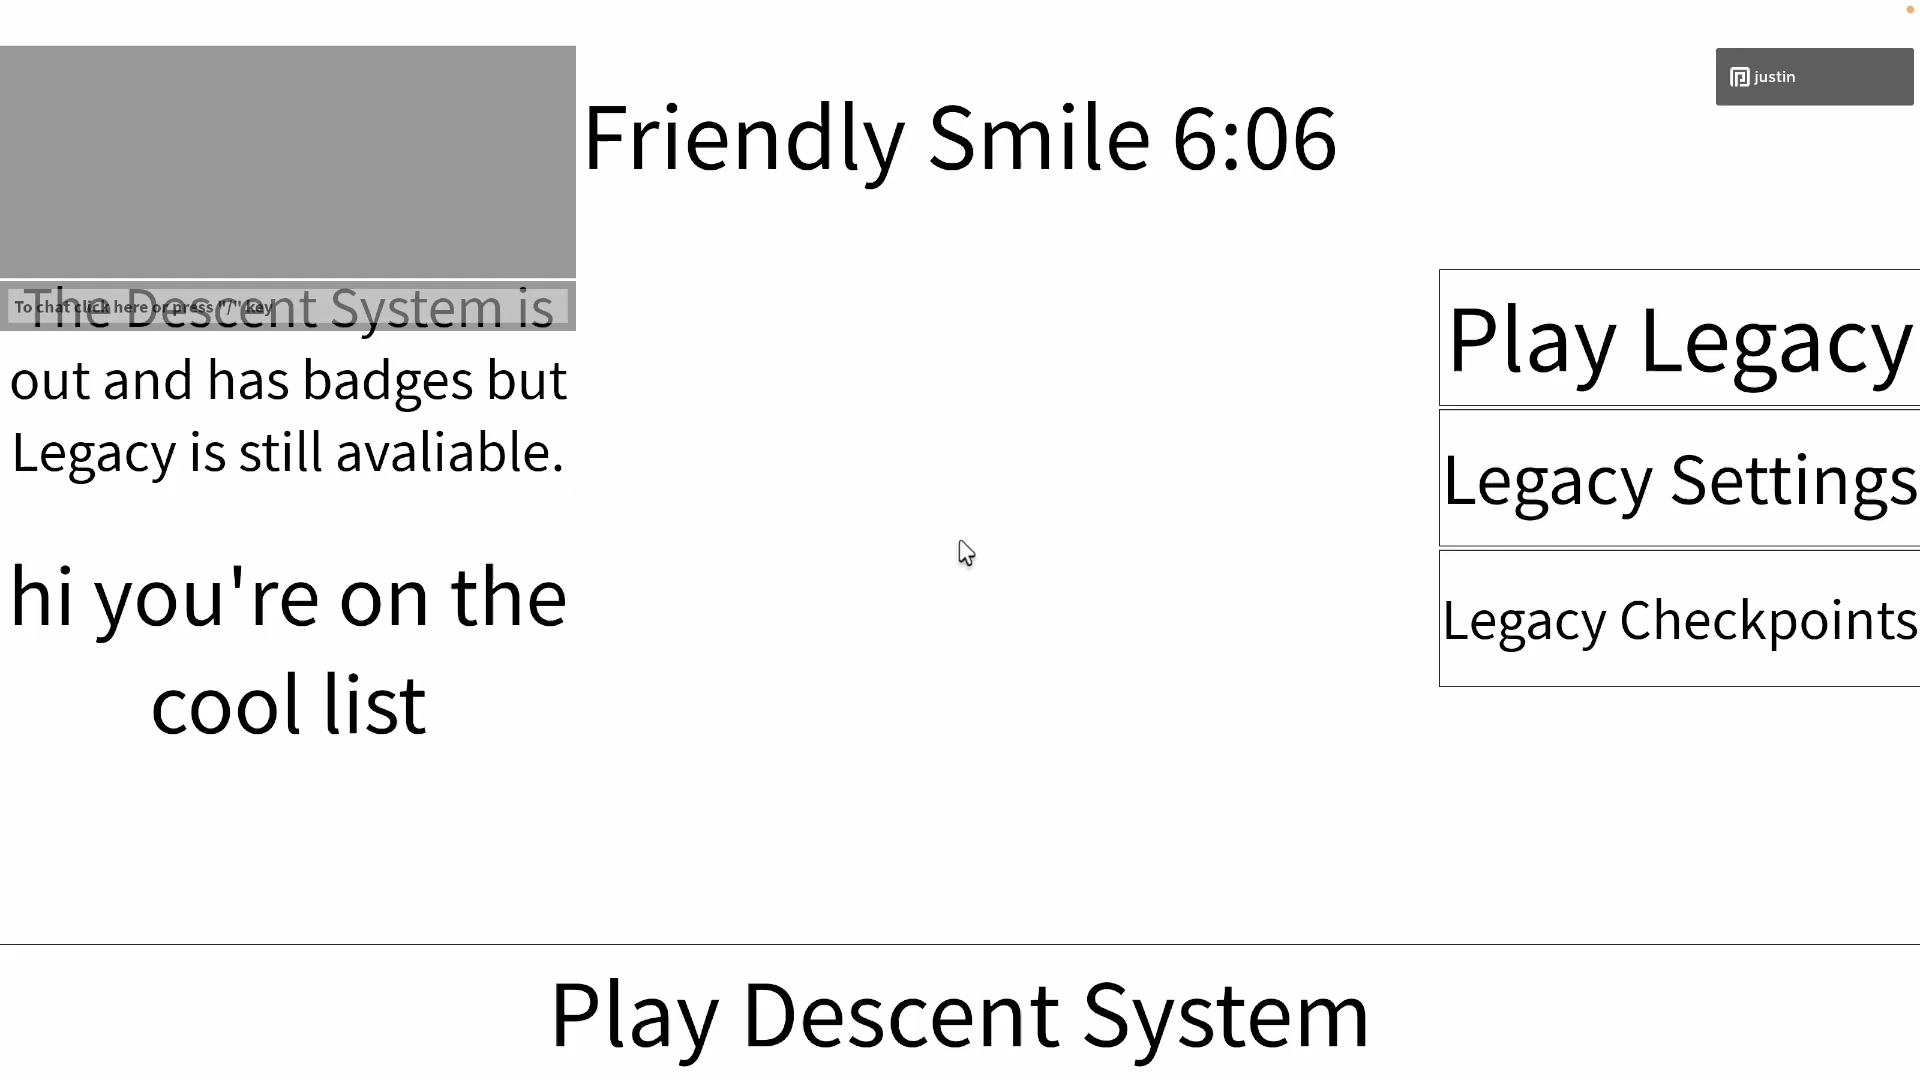 justin
Friendly Smile 6:06
To chat click here or press "/" key
The Descent System is
out and has badges but
Legacy is still avaliable.
hi you're on the
cool list
Play Legacy
Legacy Settings
Legacy Checkpoints
Play Descent System